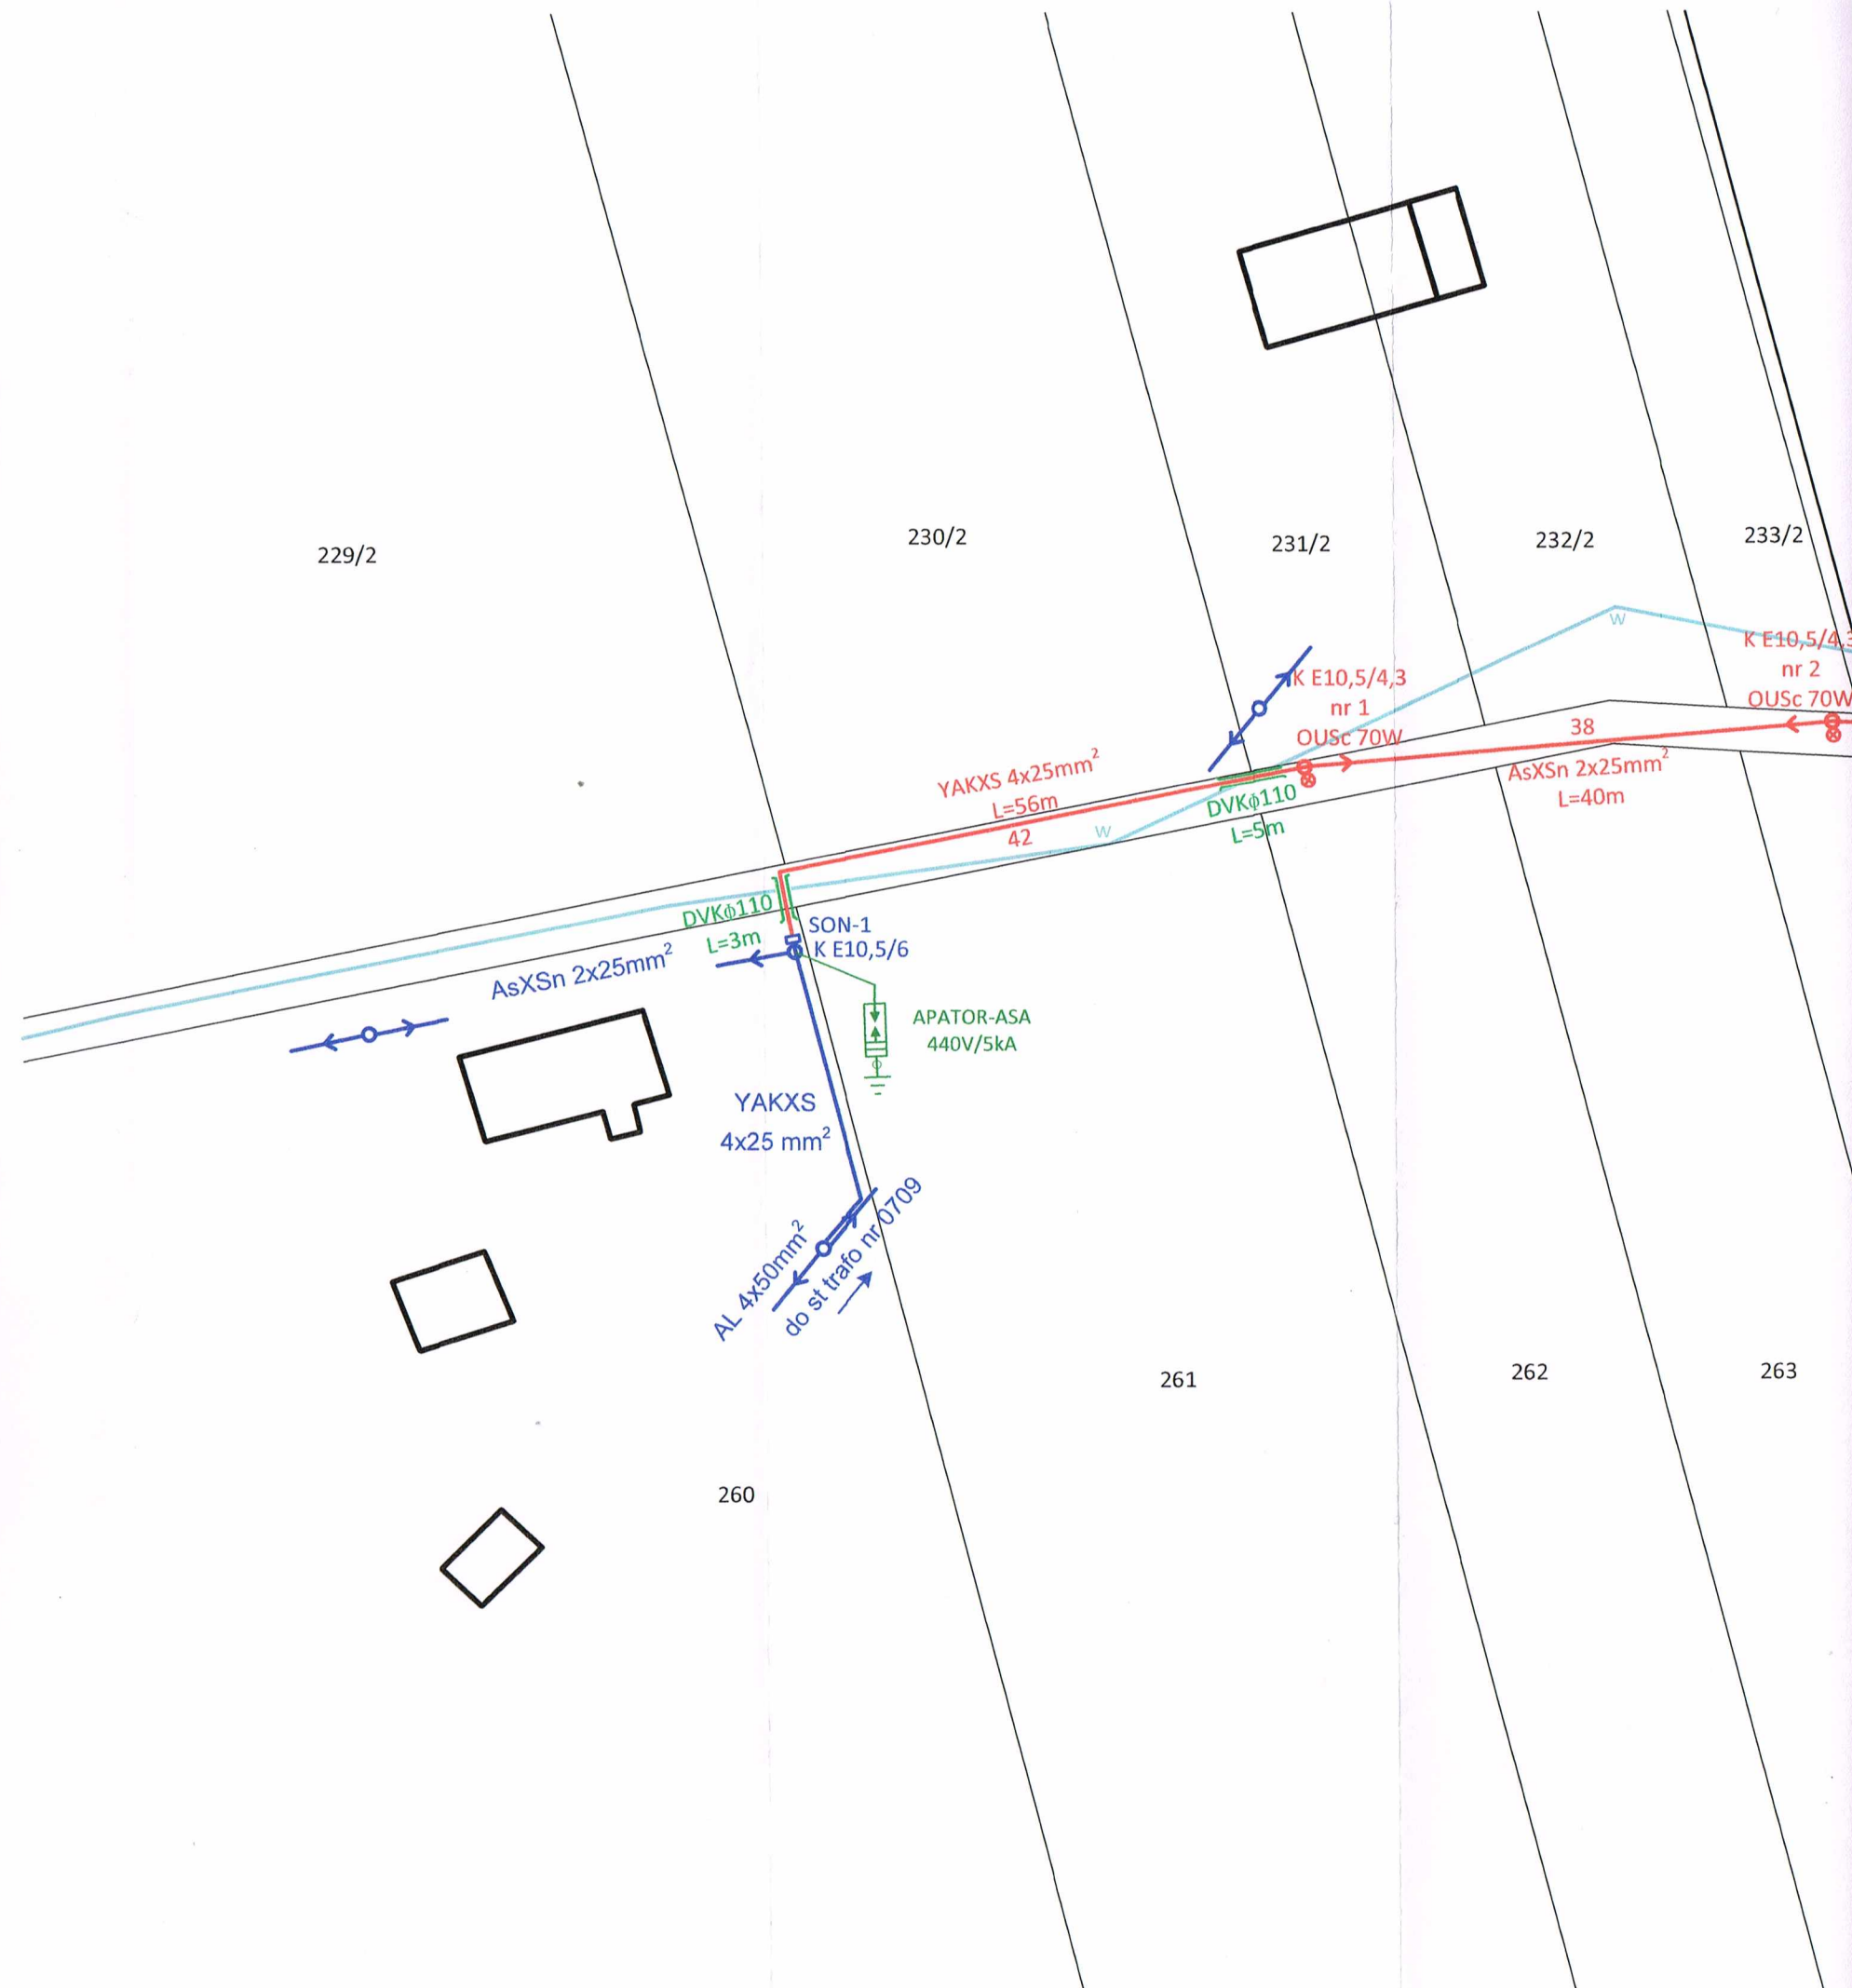 229/2
230/2
231/2
232/2
233/2
W
K E10,5/4,3
nr 2
OUSc 70W
K E10,5/4,3
nr 1
OUSc 70W
38
AsXSn 2x25mm²
L=40m
YAKXS 4x25mm²
L=56m
42
W
DVKϕ110
L=5m
DVKϕ110
L=3m
SON-1
K E10,5/6
AsXSn 2x25mm²
APATOR-ASA
440V/5kA
YAKXS
4x25 mm²
AL 4x50mm²
do st trafo nr 0709
261
262
263
260